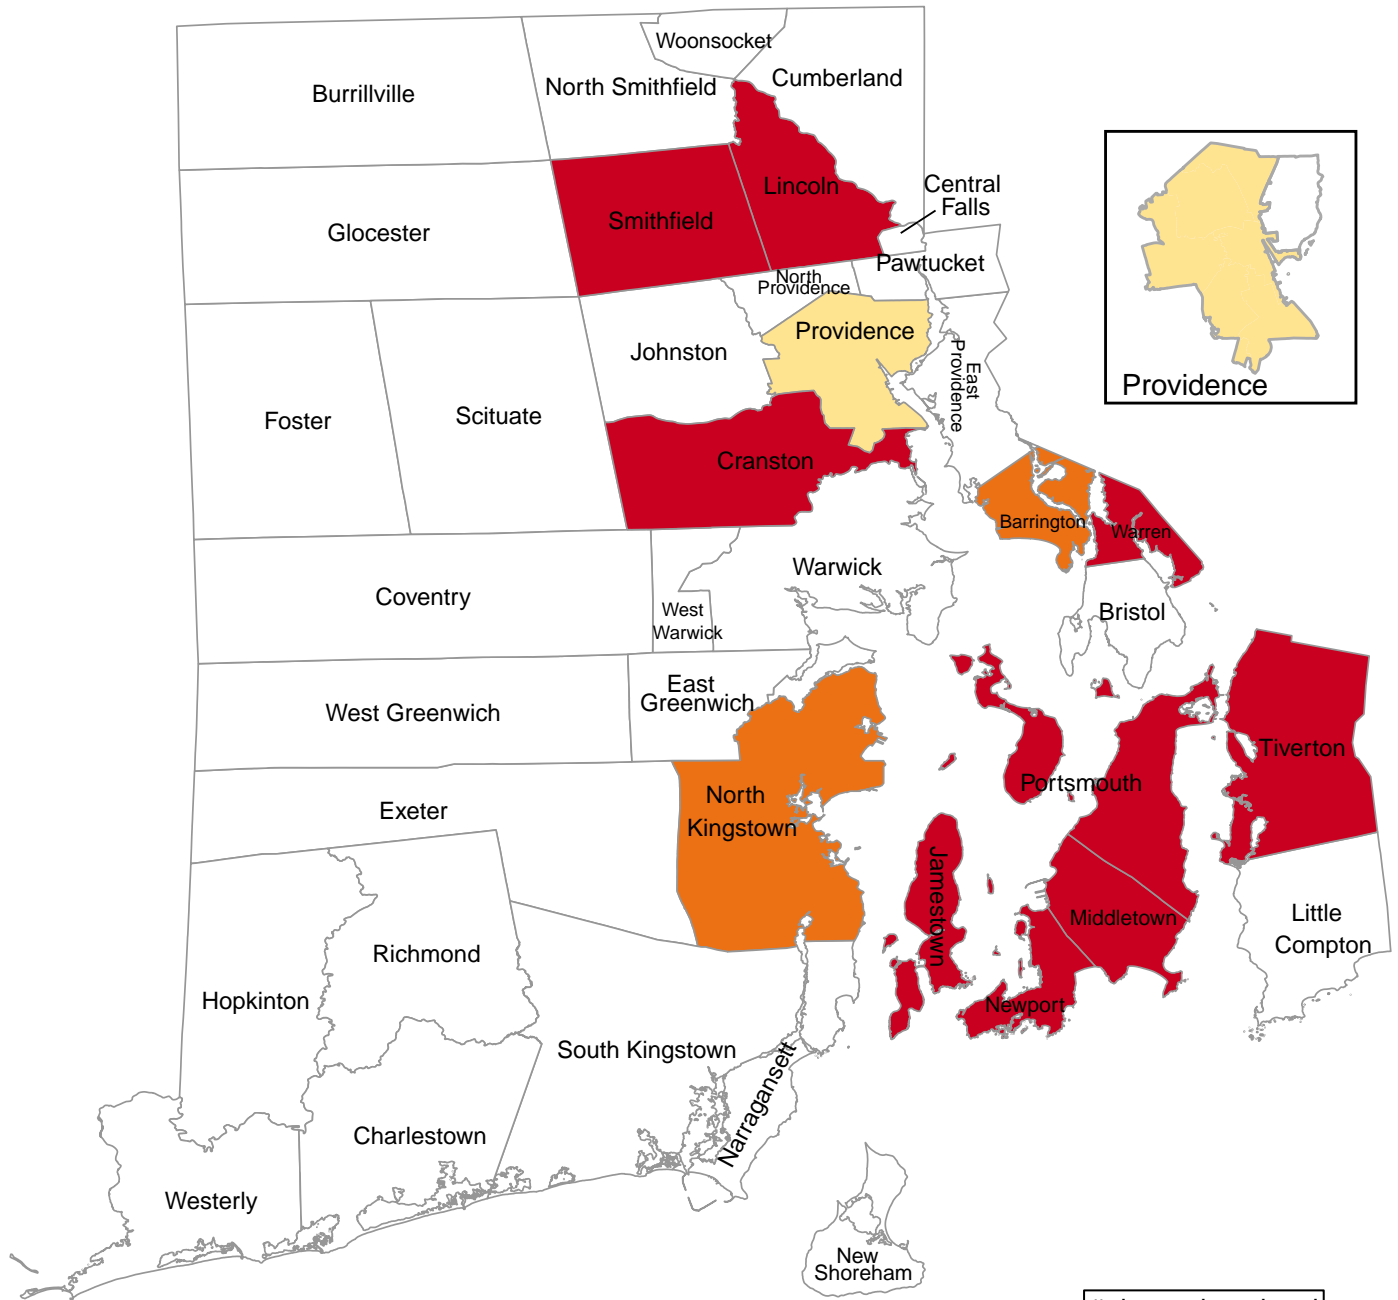 Woonsocket
Cumberland
North Smithfield
Burrillville
Central
Falls
Lincoln
Smithfield
Glocester
Pawtucket
North
Providence
Providence
Johnston
East
Providence
Providence
Foster
Scituate
Cranston
Barrington
Warren
Warwick
Coventry
West
Warwick
Bristol
East
Greenwich
West Greenwich
Tiverton
Portsmouth
North
Kingstown
Exeter
Jamestown
Middletown
Little
Compton
Richmond
Hopkinton
Newport
South Kingstown
Narragansett
Charlestown
Westerly
New
Shoreham